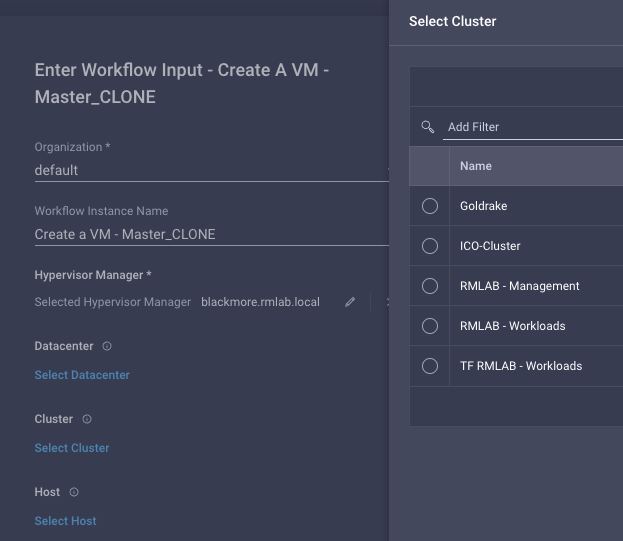 Enter Workflow Input - Create A VM -
Master_CLONE
Organization *
default
Workflow Instance Name
Create a VM - Master_CLONE
Hypervisor Manager *
Selected Hypervisor Manager blackmore.rmlab.local
Datacenter
Select Datacenter
Cluster
Select Cluster
Host
Select Host
Select Cluster
Add Filter
Name
Goldrake
ICO-Cluster
RMLAB - Management
RMLAB - Workloads
TF RMLAB - Workloads